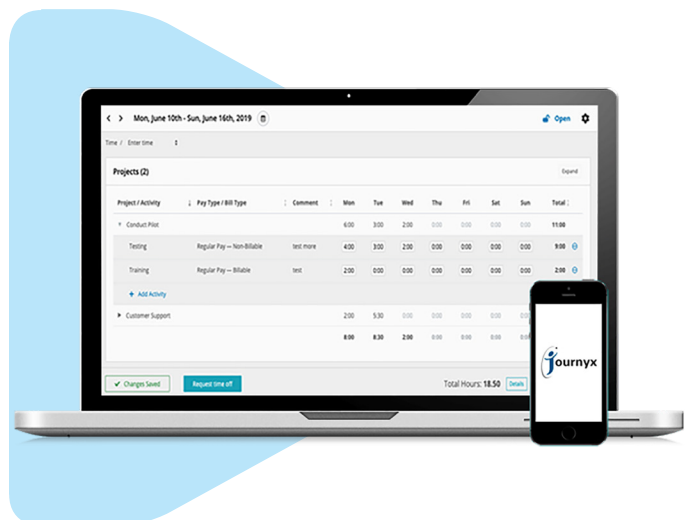 Mon, June 10th - Sun, June 16th, 2019 Open
Time / Enter time
Projects (2) Expand
Project / Activity Pay Type / Bill Type Comment Mon Tue Wed Thu Fri Sat Sun Total
Conduct Pilot 6:00 3:00 2:00 0:00 0:00 0:00 0:00 11:00
Testing Regular Pay — Non-Billable test more 4:00 3:00 2:00 0:00 0:00 0:00 0:00 9:00
Training Regular Pay — Billable test 2:00 0:00 0:00 0:00 0:00 0:00 0:00 2:00
+ Add Activity
Customer Support 2:00 5:30 0:00 0:00 0:00 0:00 0:00
8:00 8:30 2:00 0:00 0:00 0:00 0:00
Changes Saved Request time off Total Hours: 18.50 Details
Journyx